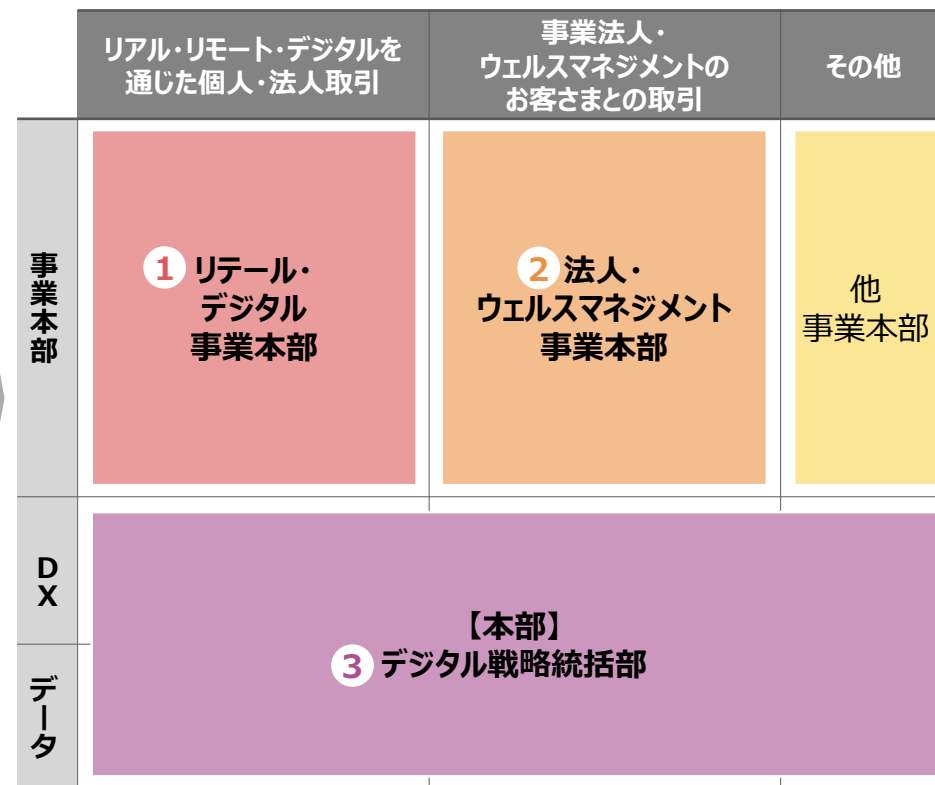 リアル・リモート・デジタルを
通じた個人・法人取引
事業法人・
ウェルスマネジメントの
お客さまとの取引
その他
事業本部
1 リテール・
デジタル
事業本部
2 法人・
ウェルスマネジメント
事業本部
他
事業本部
DX
データ
【本部】
3 デジタル戦略統括部